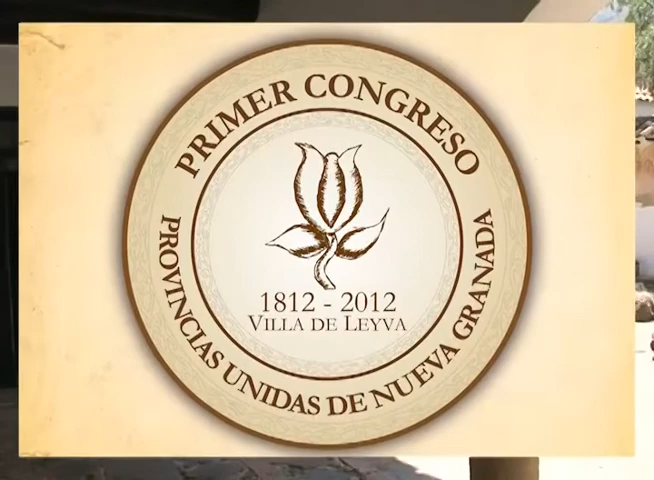 PRIMER CONGRESO
1812 - 2012
VILLA DE LEYVA
PROVINCIAS UNIDAS DE NUEVA GRANADA